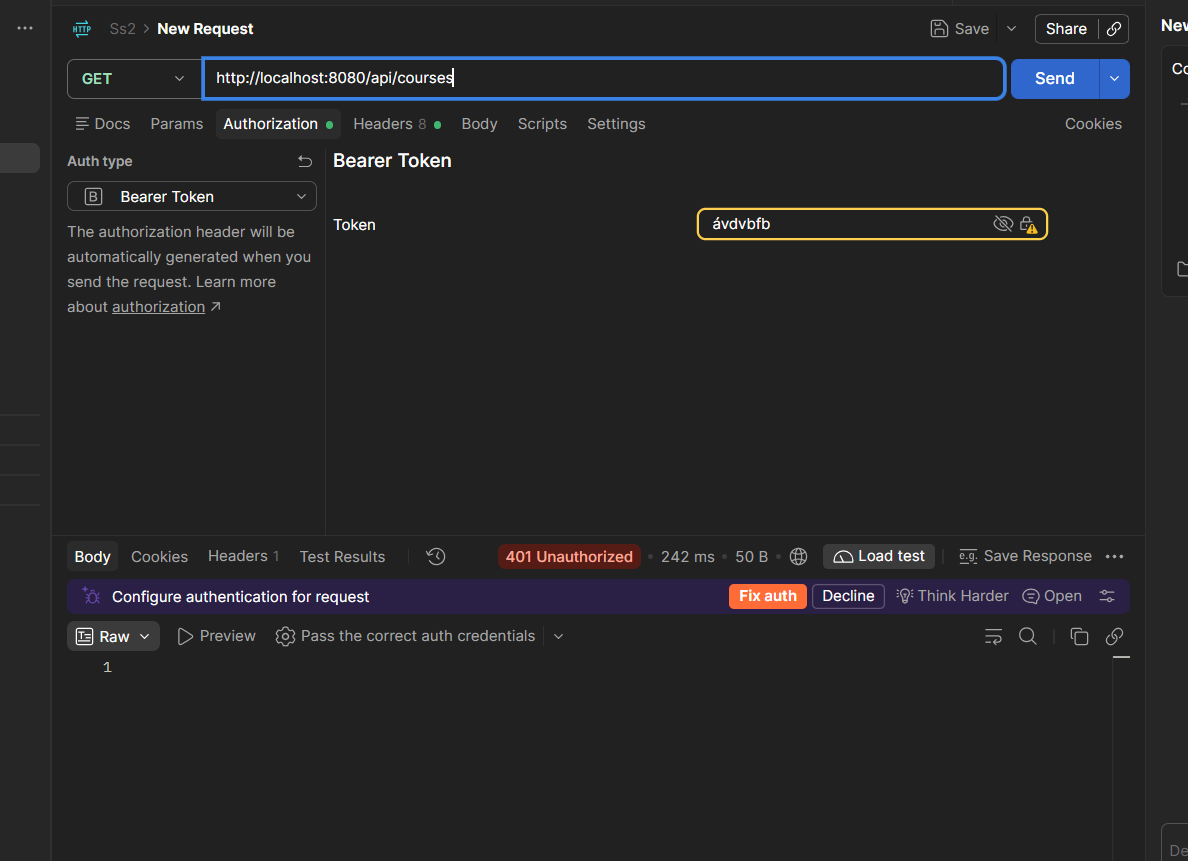 HTTP Ss2 > New Request Save Share
GET http://localhost:8080/api/courses Send
Docs Params Authorization Headers 8 Body Scripts Settings Cookies
Auth type
B Bearer Token
The authorization header will be
automatically generated when you
send the request. Learn more
about authorization ↗
Bearer Token
Token ávdvbfb
Body Cookies Headers 1 Test Results 401 Unauthorized • 242 ms • 50 B Load test e.g. Save Response
Configure authentication for request Fix auth Decline Think Harder Open
Raw Preview Pass the correct auth credentials
1